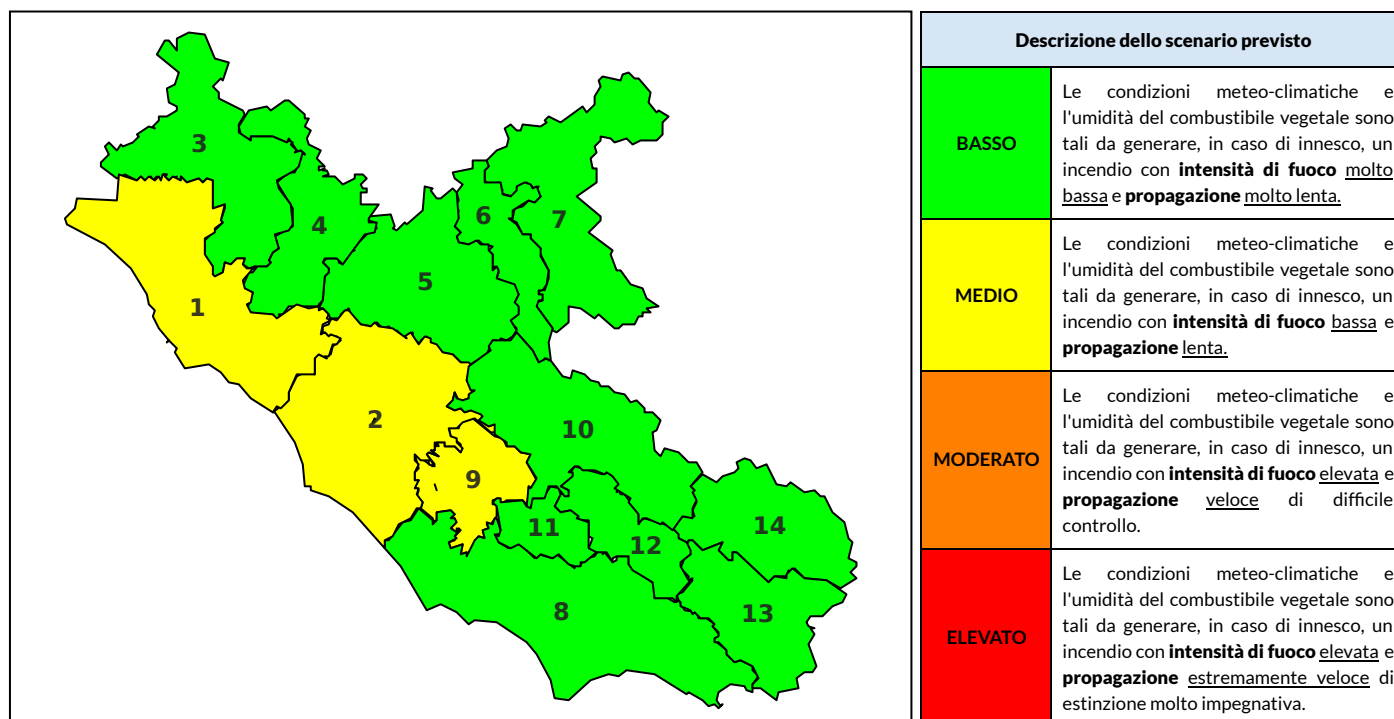 3
4
6
7
5
1
2
10
9
11
12
14
8
13
Descrizione dello scenario previsto
BASSO
Le condizioni meteo-climatiche e
l'umidità del combustibile vegetale sono
tali da generare, in caso di innesco, un
incendio con intensità di fuoco molto
bassa e propagazione molto lenta.
MEDIO
Le condizioni meteo-climatiche e
l'umidità del combustibile vegetale sono
tali da generare, in caso di innesco, un
incendio con intensità di fuoco bassa e
propagazione lenta.
MODERATO
Le condizioni meteo-climatiche e
l'umidità del combustibile vegetale sono
tali da generare, in caso di innesco, un
incendio con intensità di fuoco elevata e
propagazione veloce di difficile
controllo.
ELEVATO
Le condizioni meteo-climatiche e
l'umidità del combustibile vegetale sono
tali da generare, in caso di innesco, un
incendio con intensità di fuoco elevata e
propagazione estremamente veloce di
estinzione molto impegnativa.